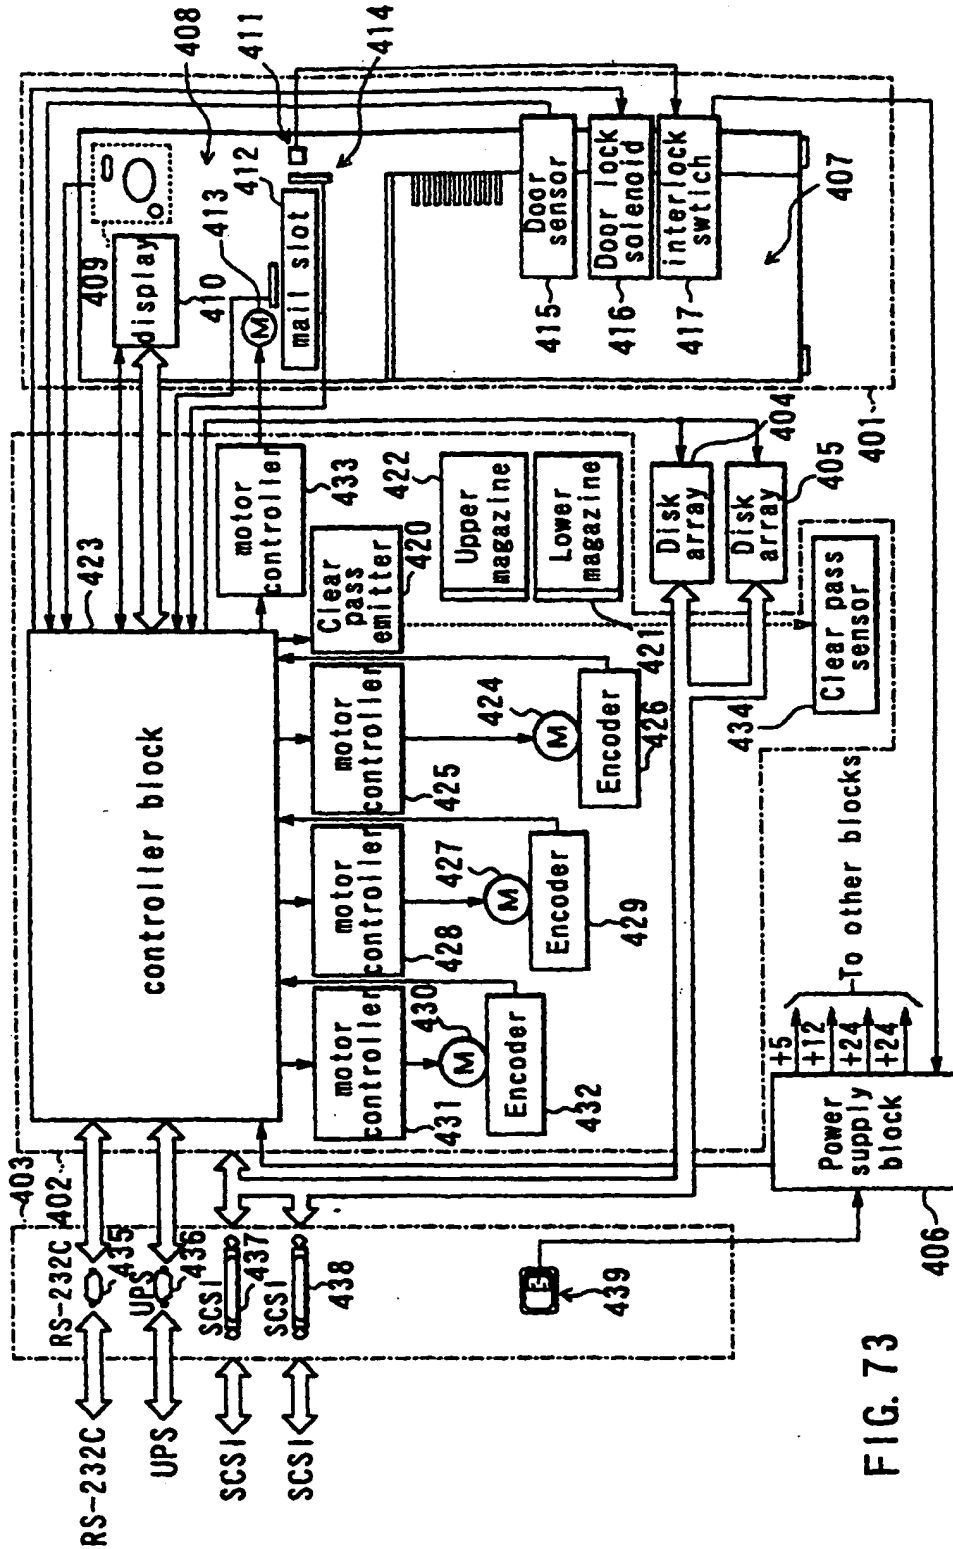 RS-232C
UPS
SCSI
SCSI
403
402
RS-232C
435
UPS
436
SCSI
437
SCSI
438
439
controller block
423
motor
controller
431
430
M
Encoder
432
motor
controller
428
427
M
Encoder
429
motor
controller
425
424
M
Encoder
426
Clear
pass
emitter
420
motor
controller
433
Upper
magazine
422
Lower
magazine
421
Disk
array
404
Disk
array
405
Clear pass
sensor
434
Power
supply
block
406
+5
+12
+24
+24
To other blocks
401
409
display
410
M
413
mail slot
412
408
411
414
Door
sensor
415
Door lock
solenoid
416
interlock
swtich
417
407
FIG. 73